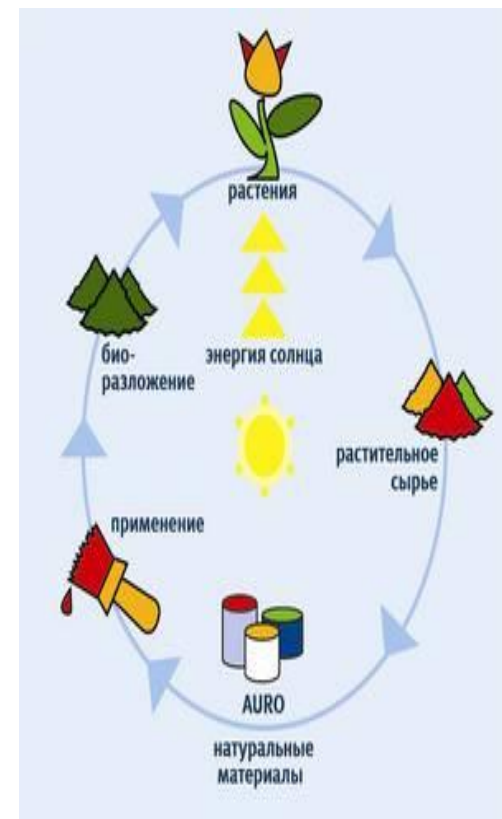 растения
энергия солнца
био-
разложение
растительное
сырье
применение
AURO
натуральные
материалы